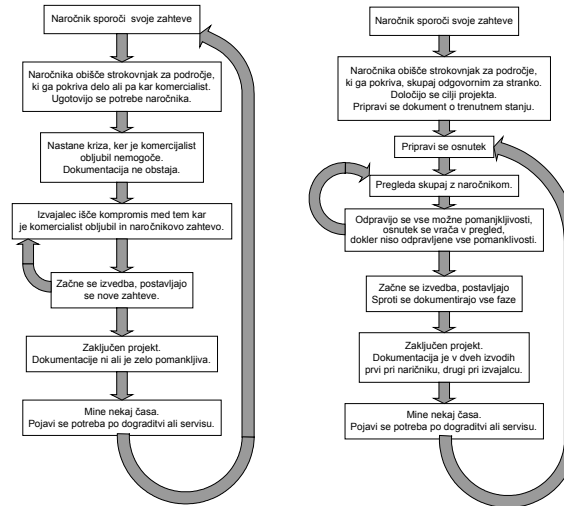 Naročnik sporoči svoje zahteve
Naročnika obišče strokovnjak za področje,
ki ga pokriva delo ali pa kar komercialist.
Ugotovijo se potrebe naročnika.
Nastane kriza, ker je komercijalist
obljubil nemogoče.
Dokumentacija ne obstaja.
Izvajalec išče kompromis med tem kar
je komercialist obljubil in naročnikovo zahtevo.
Začne se izvedba, postavljajo
se nove zahteve.
Zaključen projekt.
Dokumentacije ni ali je zelo pomankljiva.
Mine nekaj časa.
Pojavi se potreba po dograditvi ali servisu.
Naročnik sporoči svoje zahteve
Naročnika obišče strokovnjak za področje,
ki ga pokriva, skupaj odgovornim za stranko.
Določijo se cilji projekta.
Pripravi se dokument o trenutnem stanju.
Pripravi se osnutek
Pregleda skupaj z naročnikom.
Odpravijo se vse možne pomanjkljivosti,
osnutek se vrača v pregled,
dokler niso odpravljene vse pomanklivosti.
Začne se izvedba, postavljajo
Sproti se dokumentirajo vse faze
Zaključen projekt.
Dokumentacija je v dveh izvodih
prvi pri naričniku, drugi pri izvajalcu.
Mine nekaj časa.
Pojavi se potreba po dograditvi ali servisu.